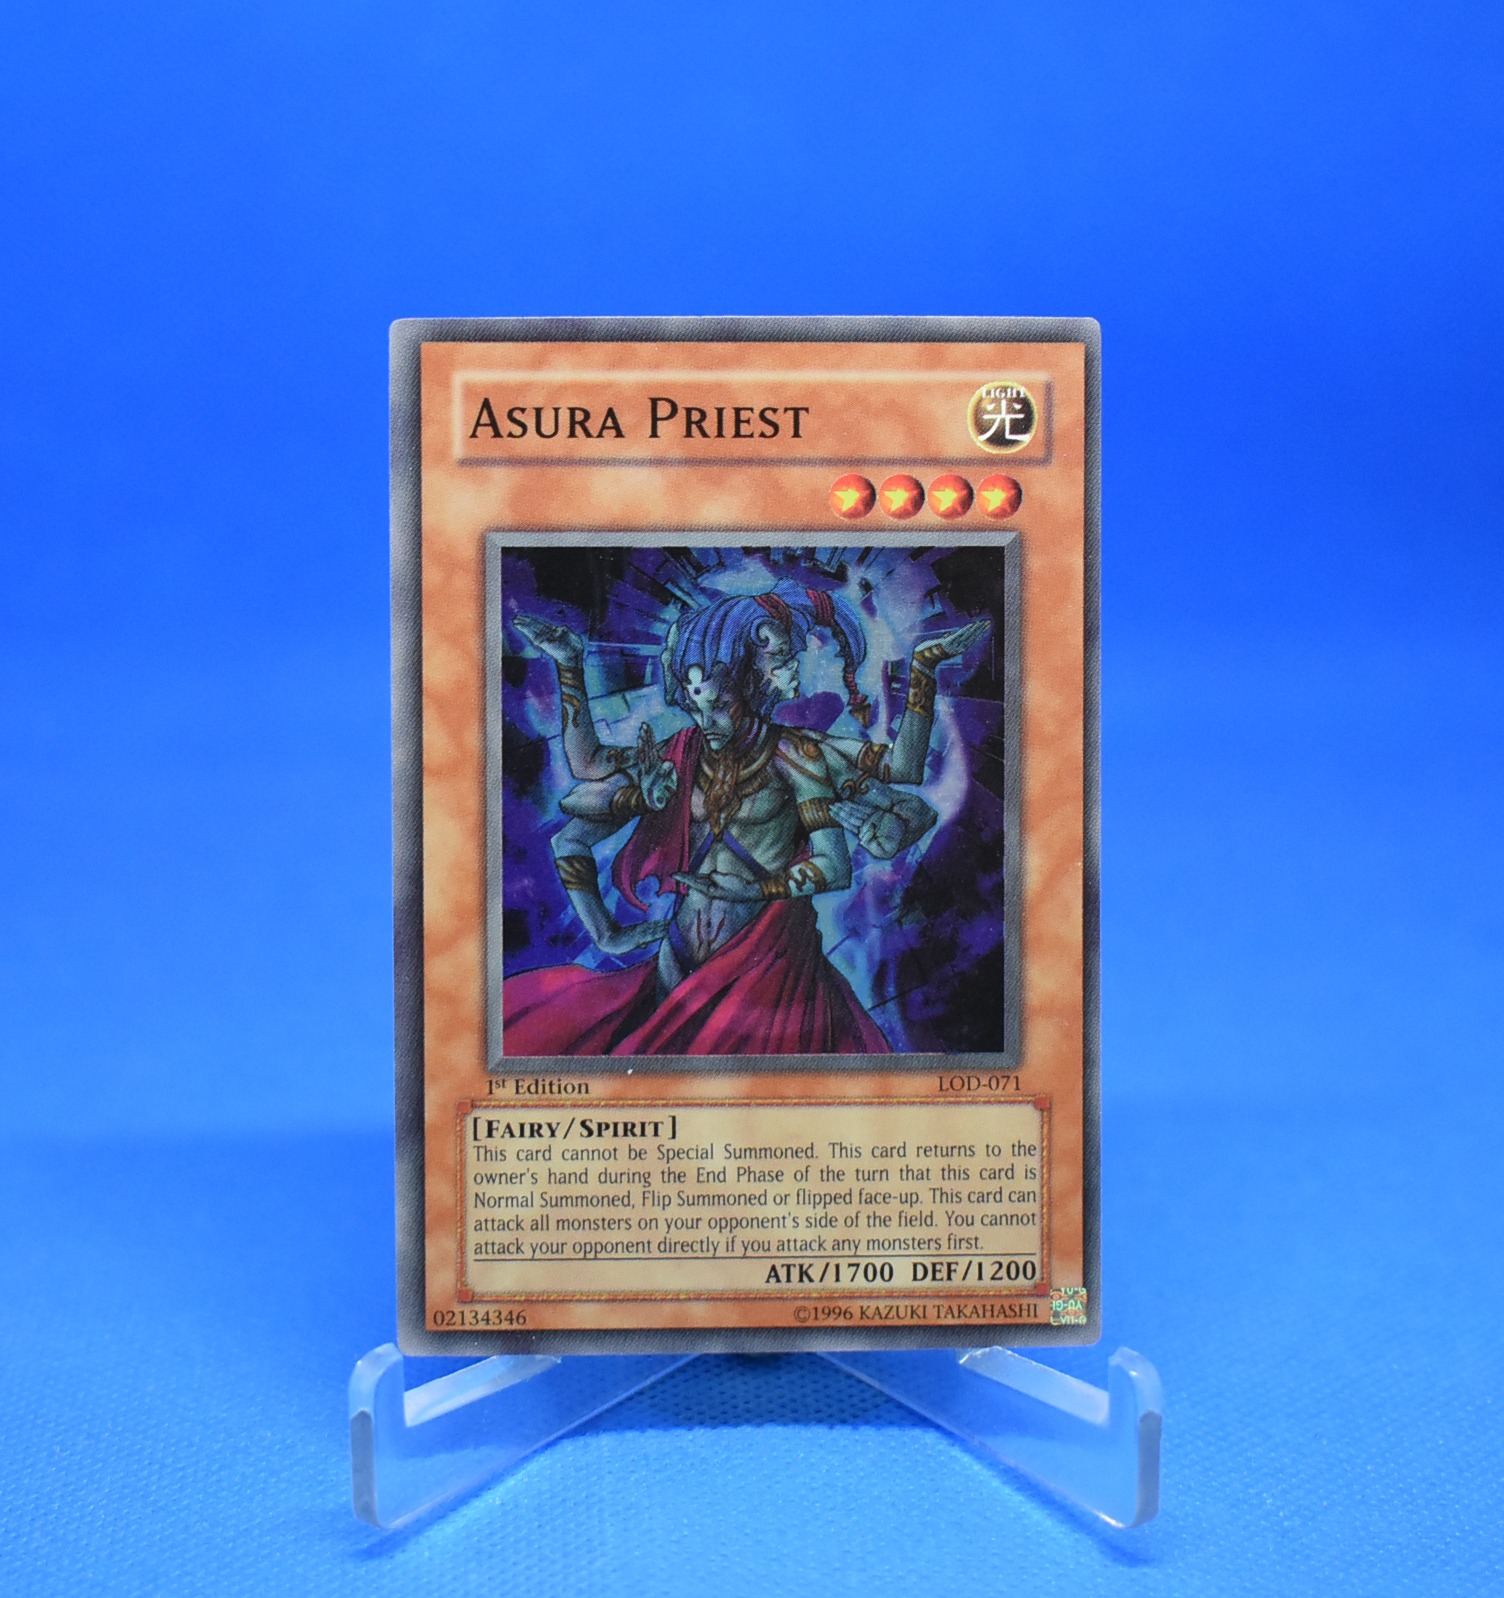 ASURA PRIEST
LIGHT
光
1st Edition
LOD-071
[FAIRY/SPIRIT]
This card cannot be Special Summoned. This card returns to the
owner's hand during the End Phase of the turn that this card is
Normal Summoned, Flip Summoned or flipped face-up. This card can
attack all monsters on your opponent's side of the field. You cannot
attack your opponent directly if you attack any monsters first.
ATK/1700 DEF/1200
02134346
©1996 KAZUKI TAKAHASHI